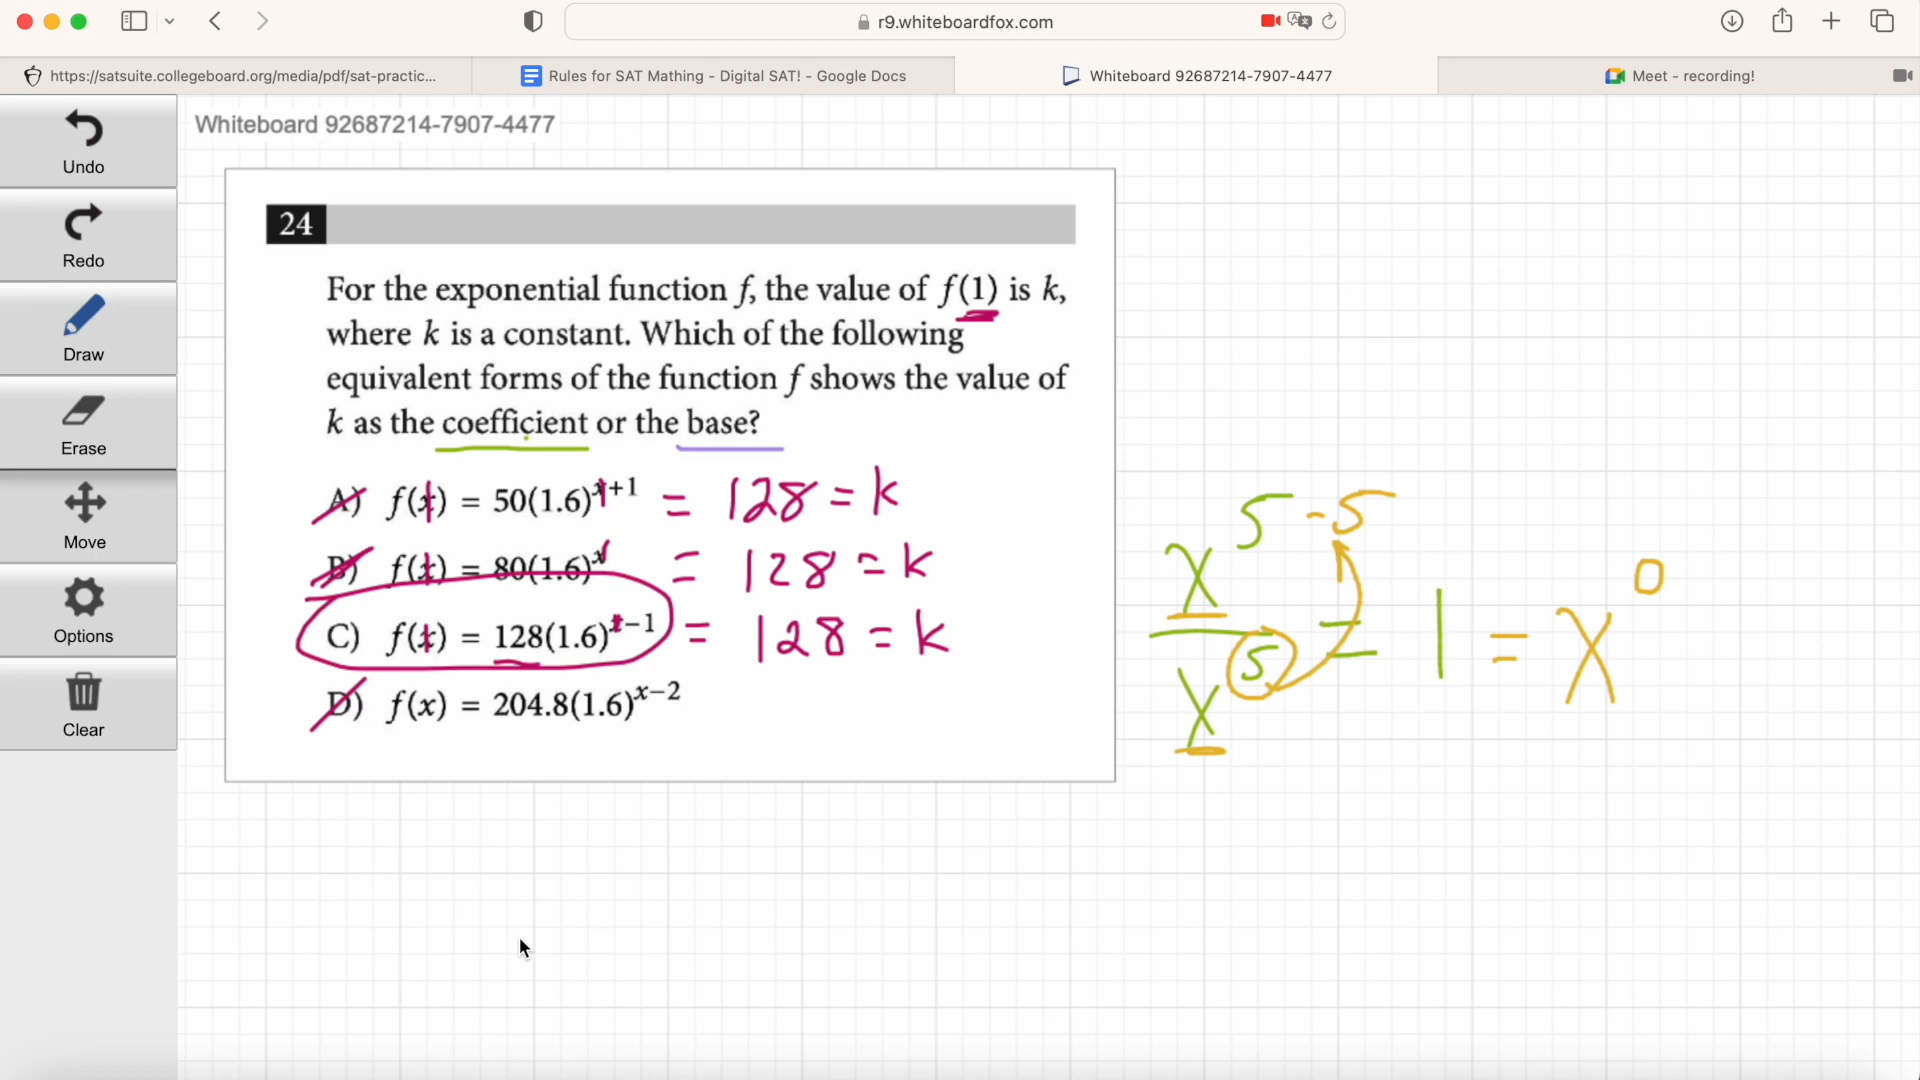 r9.whiteboardfox.com
https://satsuite.collegeboard.org/media/pdf/sat-practic...
Rules for SAT Mathing - Digital SAT! - Google Docs
Whiteboard 92687214-7907-4477
Meet - recording!
Undo
Redo
Draw
Erase
Move
Options
Clear
Whiteboard 92687214-7907-4477
24
For the exponential function f, the value of f(1) is k,
where k is a constant. Which of the following
equivalent forms of the function f shows the value of
k as the coefficient or the base?
A) f(x) = 50(1.6)^{x+1} = 128 = k
B) f(x) = 80(1.6)^x = 128 = k
C) f(x) = 128(1.6)^{x−1} = 128 = k
D) f(x) = 204.8(1.6)^{x−2}
x^{5-5}
x^5 = 1 = x^0